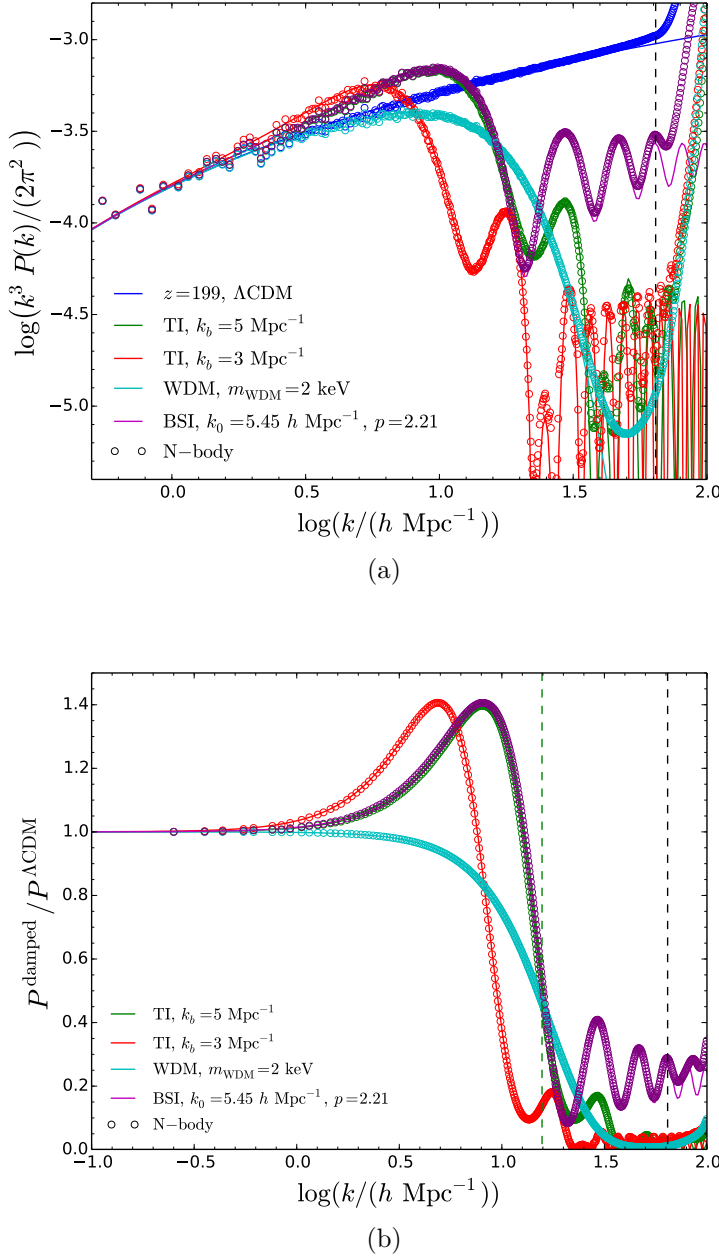 −3.0
−3.5
−4.0
−4.5
−5.0
log(k³ P(k)/(2π²))
z=199, ΛCDM
TI, k_b=5 Mpc⁻¹
TI, k_b=3 Mpc⁻¹
WDM, m_WDM=2 keV
BSI, k₀=5.45 h Mpc⁻¹, p=2.21
N−body
0.0 0.5 1.0 1.5 2.0
log(k/(h Mpc⁻¹))
(a)
1.4
1.2
1.0
0.8
0.6
0.4
0.2
0.0
P^damped/P^ΛCDM
TI, k_b=5 Mpc⁻¹
TI, k_b=3 Mpc⁻¹
WDM, m_WDM=2 keV
BSI, k₀=5.45 h Mpc⁻¹, p=2.21
N−body
−1.0 −0.5 0.0 0.5 1.0 1.5 2.0
log(k/(h Mpc⁻¹))
(b)